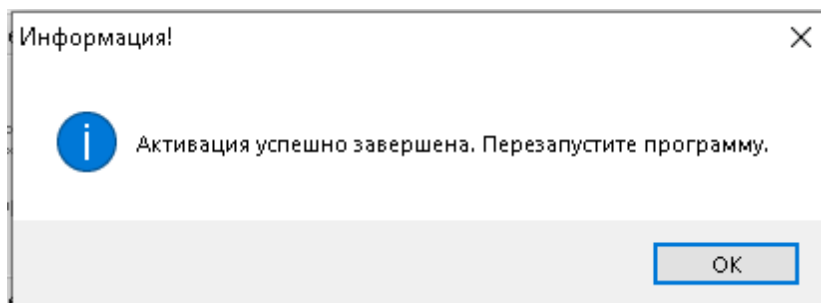 Информация!
Активация успешно завершена. Перезапустите программу.
OK